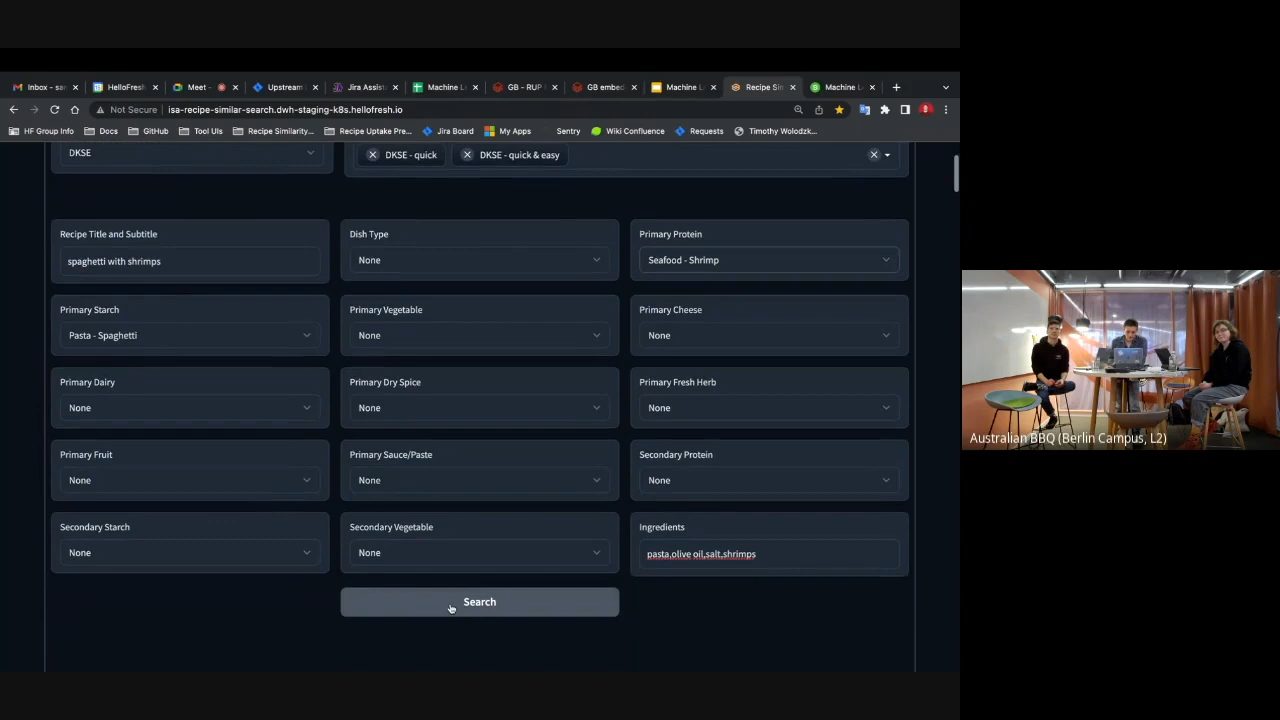 Inbox - sar
HelloFresh
Meet -
Upstream
Jira Assist
Machine L
GB - RUP
GB embed
Machine L
Recipe Sim
Machine L
Not Secure
isa-recipe-similar-search.dwh-staging-k8s.hellofresh.io
HF Group Info
Docs
GitHub
Tool UIs
Recipe Similarity...
Recipe Uptake Pre...
Jira Board
My Apps
Sentry
Wiki Confluence
Requests
Timothy Wolodzk...
DKSE
DKSE - quick
DKSE - quick & easy
Recipe Title and Subtitle
spaghetti with shrimps
Dish Type
None
Primary Protein
Seafood - Shrimp
Primary Starch
Pasta - Spaghetti
Primary Vegetable
None
Primary Cheese
None
Primary Dairy
None
Primary Dry Spice
None
Primary Fresh Herb
None
Primary Fruit
None
Primary Sauce/Paste
None
Secondary Protein
None
Secondary Starch
None
Secondary Vegetable
None
Ingredients
pasta,olive oil,salt,shrimps
Search
Australian BBQ (Berlin Campus, L2)